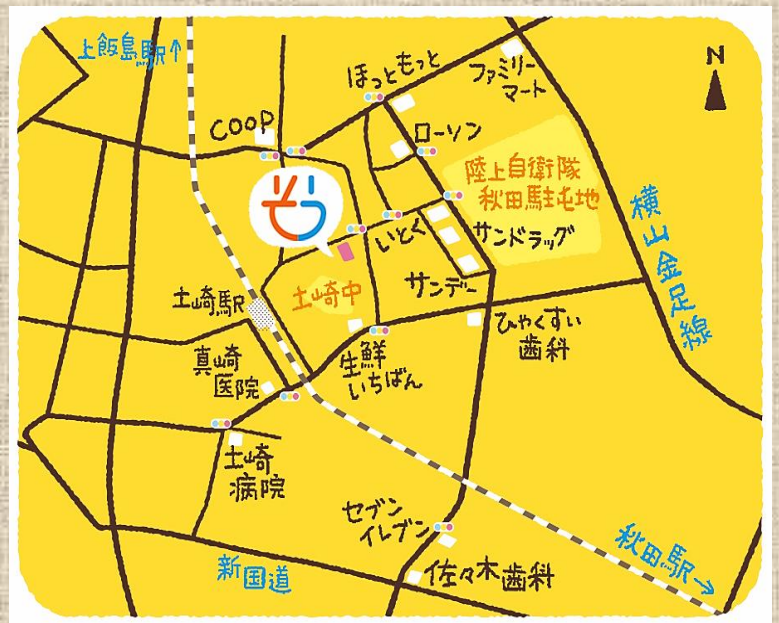 上飯島駅↑
ほっともっと
ファミリー
マート
N
COOP
ローソン
陸上自衛隊
秋田駐屯地
横山金足線
いとく
サンドラッグ
サンデー
土崎中
土崎駅
ひやくすい
歯科
真崎
医院
生鮮
いちばん
土崎
病院
セブン
イレブン
秋田駅→
新国道
佐々木歯科